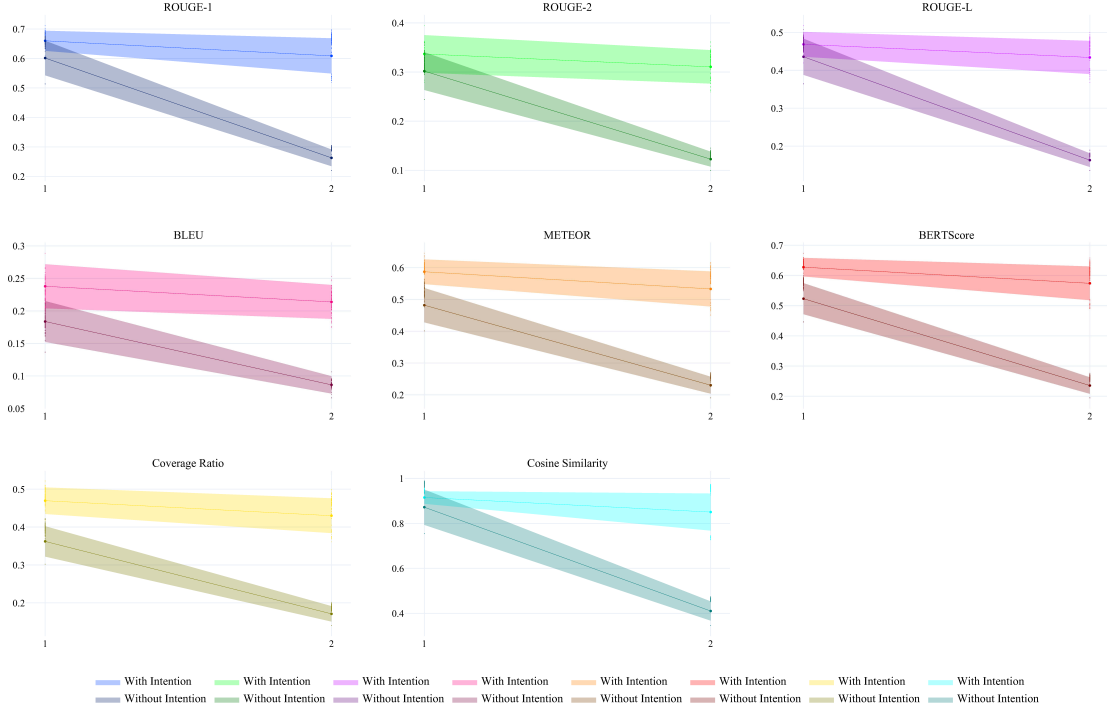 ROUGE-1 ROUGE-2 ROUGE-L
0.7 0.4 0.5
0.6 0.3 0.4
0.5 0.2 0.3
0.4 0.1 0.2
0.3
0.2
1 2 1 2 1 2
BLEU METEOR BERTScore
0.3 0.6 0.7
0.25 0.5 0.6
0.2 0.4 0.5
0.15 0.3 0.4
0.1 0.2 0.3
0.05 0.2
1 2 1 2 1 2
Coverage Ratio Cosine Similarity
0.5 1
0.4 0.8
0.3 0.6
0.2 0.4
1 2 1 2
With Intention With Intention With Intention With Intention With Intention With Intention With Intention With Intention
Without Intention Without Intention Without Intention Without Intention Without Intention Without Intention Without Intention Without Intention